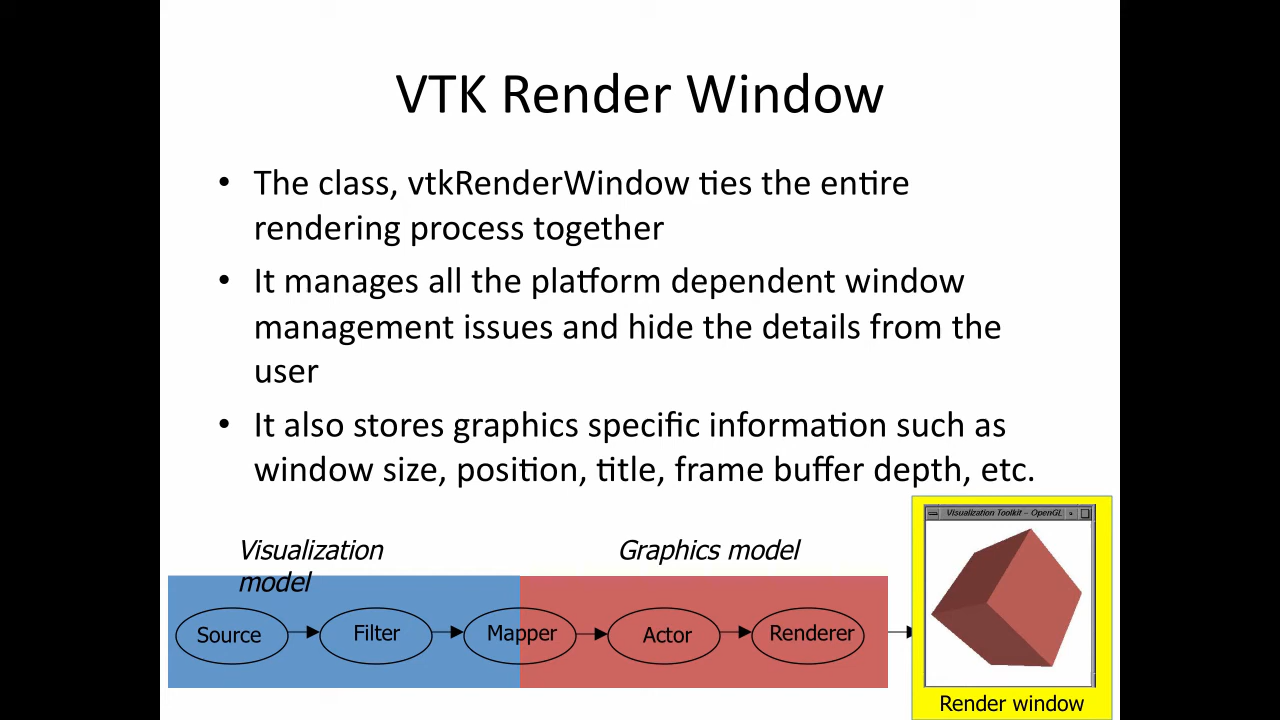 VTK Render Window
• The class, vtkRenderWindow ties the entire
rendering process together
• It manages all the platform dependent window
management issues and hide the details from the
user
• It also stores graphics specific information such as
window size, position, title, frame buffer depth, etc.
Visualization
model
Graphics model
Source
Filter
Mapper
Actor
Renderer
Visualization Toolkit – OpenGL
Render window